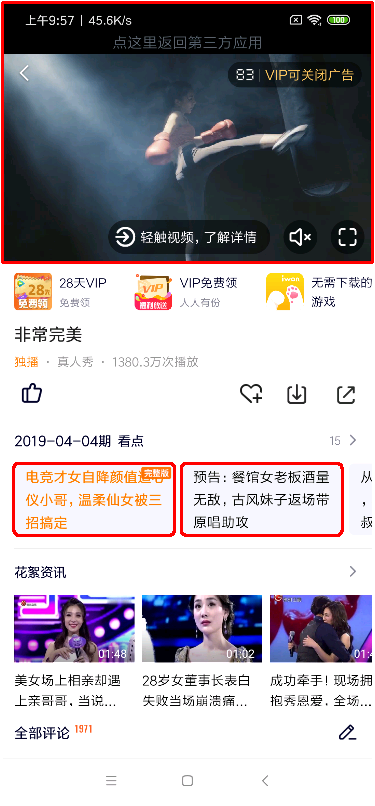 上午9:57 | 45.6K/s
100
点这里返回第三方应用
83 | VIP可关闭广告
轻触视频，了解详情
28天
免费领
28天VIP
免费领
VIP
VIP免费领
人人有份
iwan
无需下载的
游戏
非常完美
独播 · 真人秀 · 1380.3万次播放
2019-04-04期 看点
15
完整版
电竞才女自降颜值追
仪小哥，温柔仙女被三
招搞定
预告：餐馆女老板酒量
无敌，古风妹子返场带
原唱助攻
从
花絮资讯
01:48
01:02
美女场上相亲却遇
上亲哥哥，当说...
28岁女董事长表白
失败当场崩溃痛...
成功牵手！现场拥
抱秀恩爱，全场...
全部评论 1971